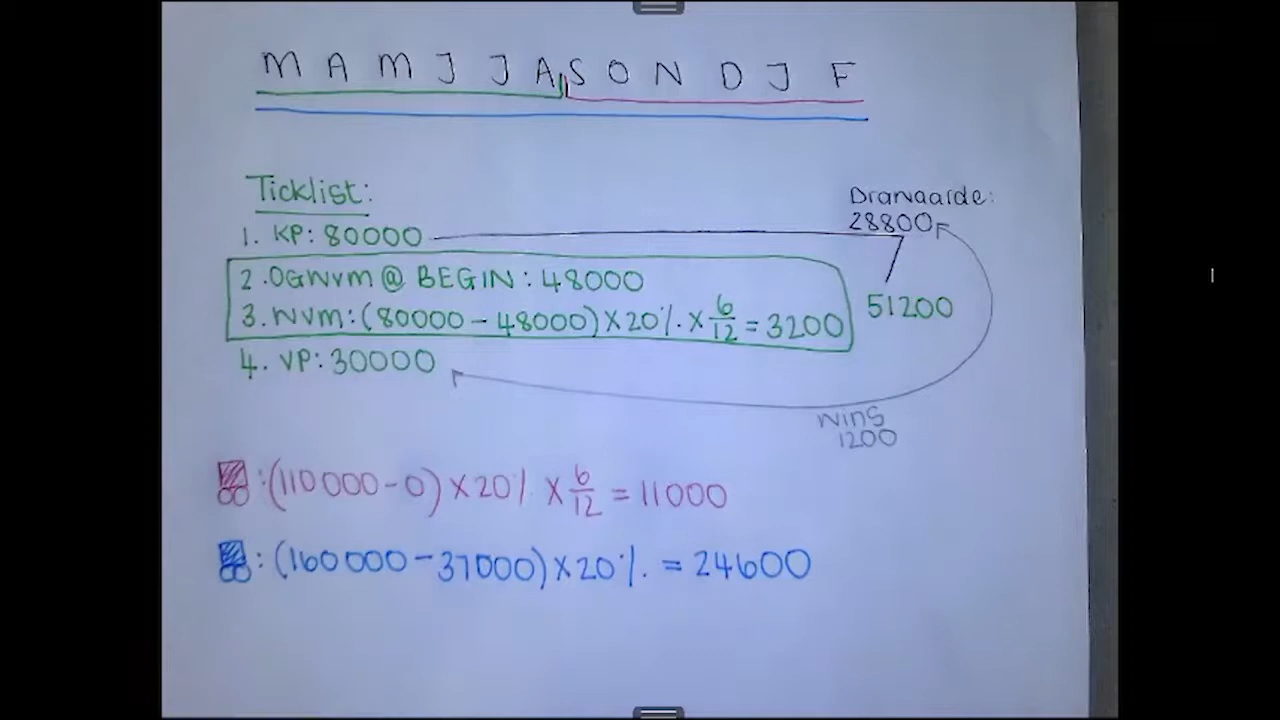 M A M J J A S O N D J F
Ticklist:
1. KP: 80000
2. OGWVM @ BEGIN: 48000
3. WVM: (80000 - 48000) X 20% X 6/12 = 3200
4. VP: 30000
Drawaarde:
28800
51200
WINS
1200
: (110000 - 0) X 20% X 6/12 = 11000
: (160000 - 37000) X 20% = 24600